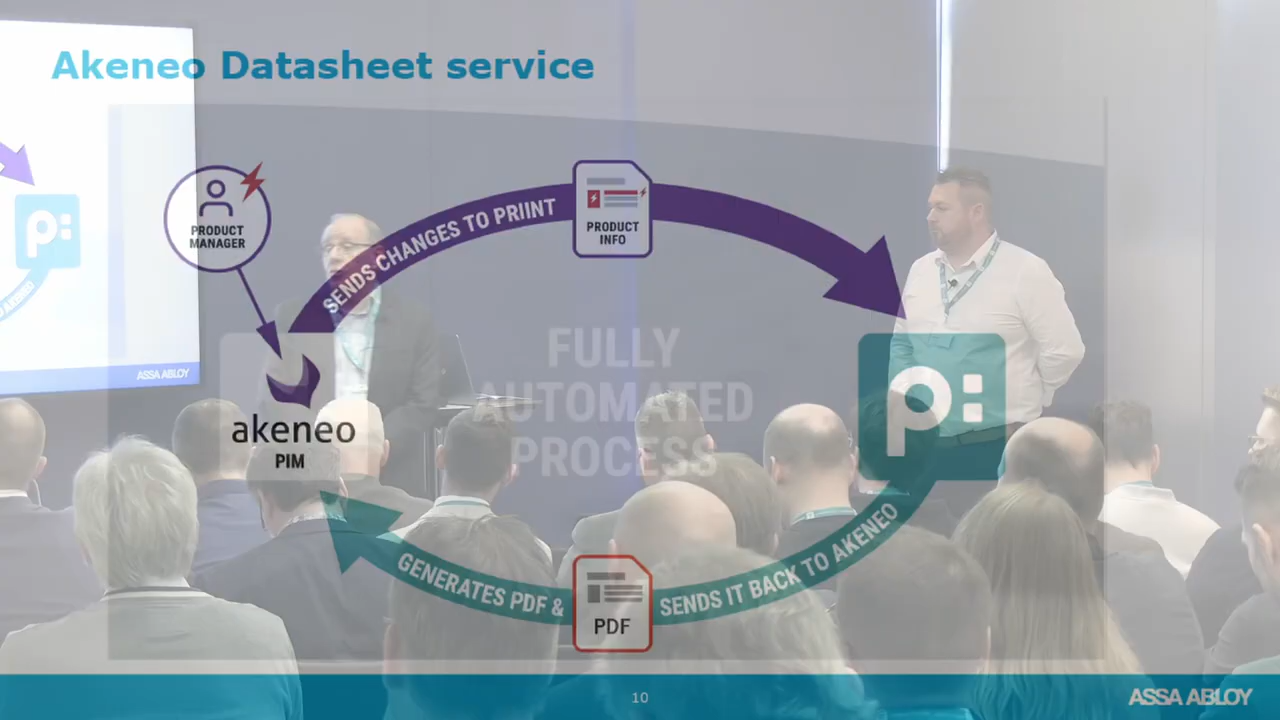 Akeneo Datasheet service
PRODUCT
MANAGER
SENDS CHANGES TO PRIINT
PRODUCT
INFO
p:
AKENEO
ASSA ABLOY
FULLY
AUTOMATED
PROCESS
akeneo
PIM
p:
GENERATES PDF &
PDF
SENDS IT BACK TO AKENEO
10
ASSA ABLOY